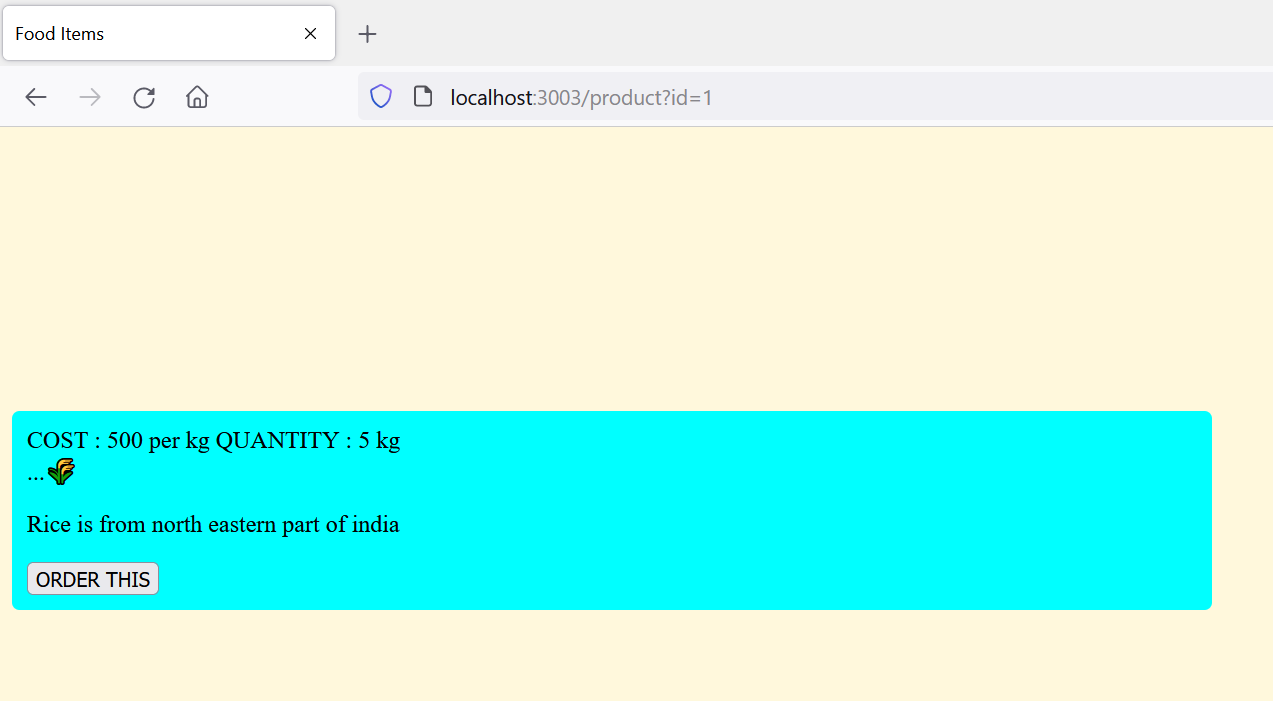 Food Items
localhost:3003/product?id=1
COST : 500 per kg QUANTITY : 5 kg
...🌾
Rice is from north eastern part of india
ORDER THIS